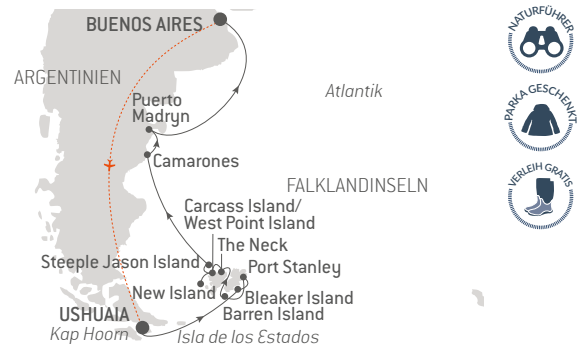 BUENOS AIRES
ARGENTINIEN
Atlantik
Puerto
Madryn
Camarones
FALKLANDINSELN
Carcass Island/
West Point Island
The Neck
Steeple Jason Island
Port Stanley
New Island
Bleaker Island
Barren Island
USHUAIA
Kap Hoorn
Isla de los Estados
NATURFÜHRER
PARKA GESCHENKT
VERLEIH GRATIS